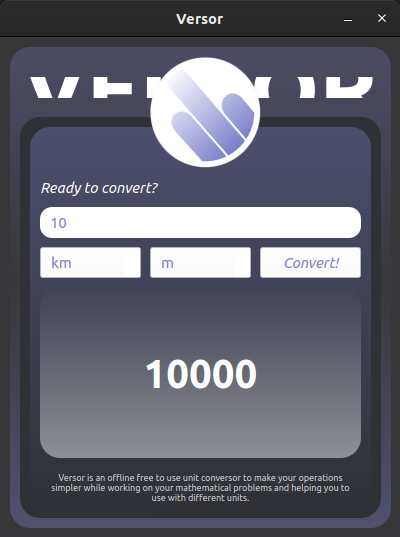 Versor
VERSOR
Ready to convert?
10
km
m
Convert!
10000
Versor is an offline free to use unit conversor to make your operations
simpler while working on your mathematical problems and helping you to
use with different units.